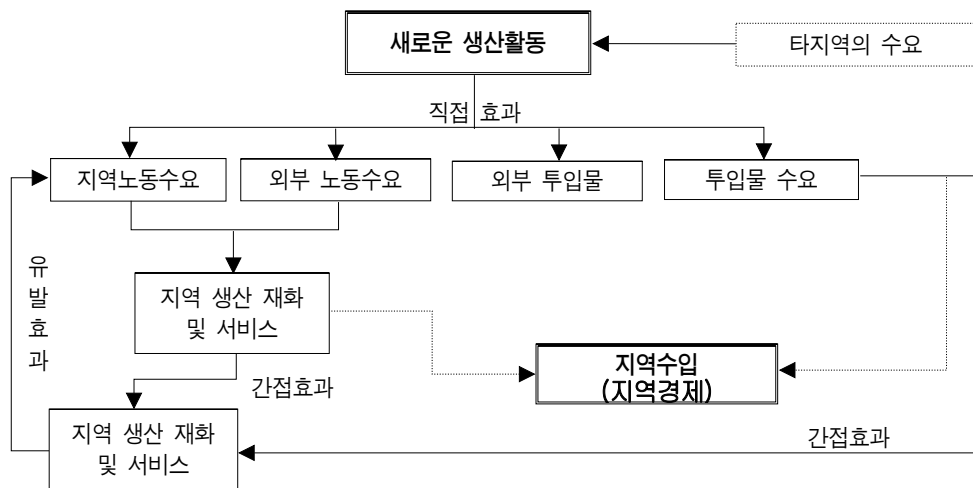 새로운 생산활동
타지역의 수요
직접 효과
지역노동수요
외부 노동수요
외부 투입물
투입물 수요
유
발
효
과
지역 생산 재화
및 서비스
지역수입
(지역경제)
간접효과
지역 생산 재화
및 서비스
간접효과